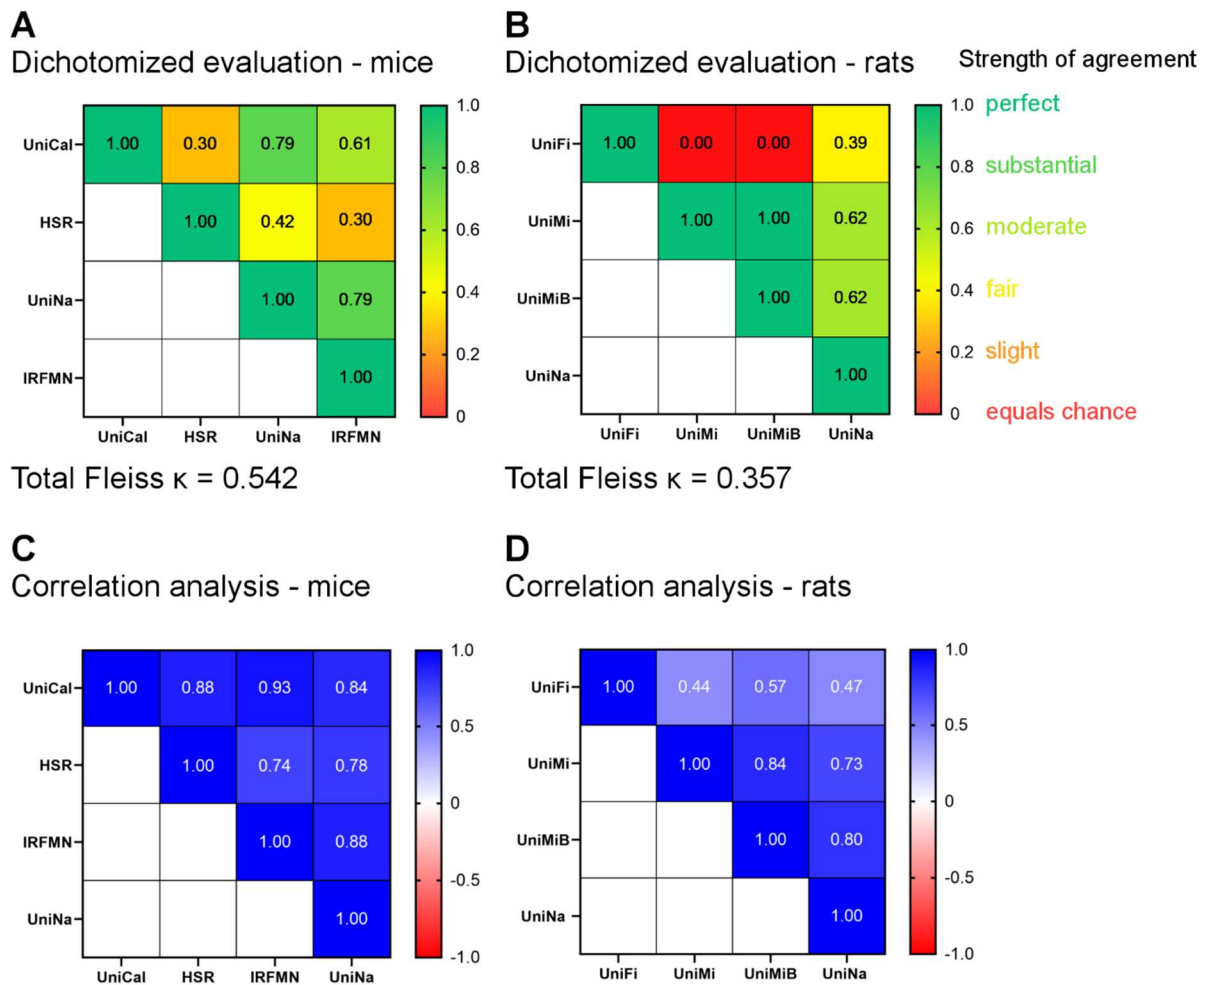 A
Dichotomized evaluation - mice
UniCal 1.00 0.30 0.79 0.61
HSR 1.00 0.42 0.30
UniNa 1.00 0.79
IRFMN 1.00
UniCal HSR UniNa IRFMN
1.0
0.8
0.6
0.4
0.2
0
Total Fleiss κ = 0.542
B
Dichotomized evaluation - rats
UniFi 1.00 0.00 0.00 0.39
UniMi 1.00 1.00 0.62
UniMiB 1.00 0.62
UniNa 1.00
UniFi UniMi UniMiB UniNa
1.0
0.8
0.6
0.4
0.2
0
Strength of agreement
perfect
substantial
moderate
fair
slight
equals chance
Total Fleiss κ = 0.357
C
Correlation analysis - mice
UniCal 1.00 0.88 0.93 0.84
HSR 1.00 0.74 0.78
IRFMN 1.00 0.88
UniNa 1.00
UniCal HSR IRFMN UniNa
1.0
0.5
0
-0.5
-1.0
D
Correlation analysis - rats
UniFi 1.00 0.44 0.57 0.47
UniMi 1.00 0.84 0.73
UniMiB 1.00 0.80
UniNa 1.00
UniFi UniMi UniMiB UniNa
1.0
0.5
0
-0.5
-1.0